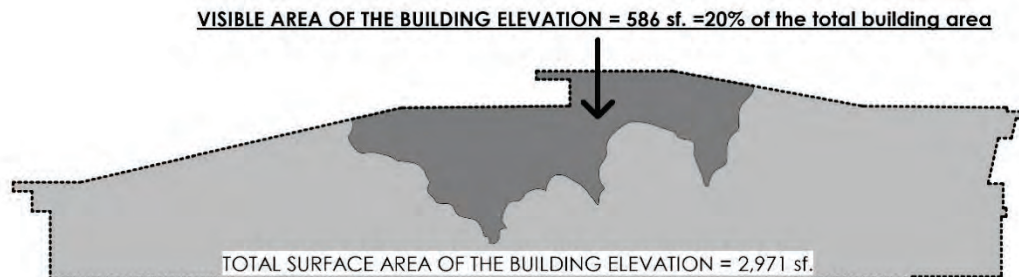 VISIBLE AREA OF THE BUILDING ELEVATION = 586 sf. =20% of the total building area
TOTAL SURFACE AREA OF THE BUILDING ELEVATION = 2,971 sf.